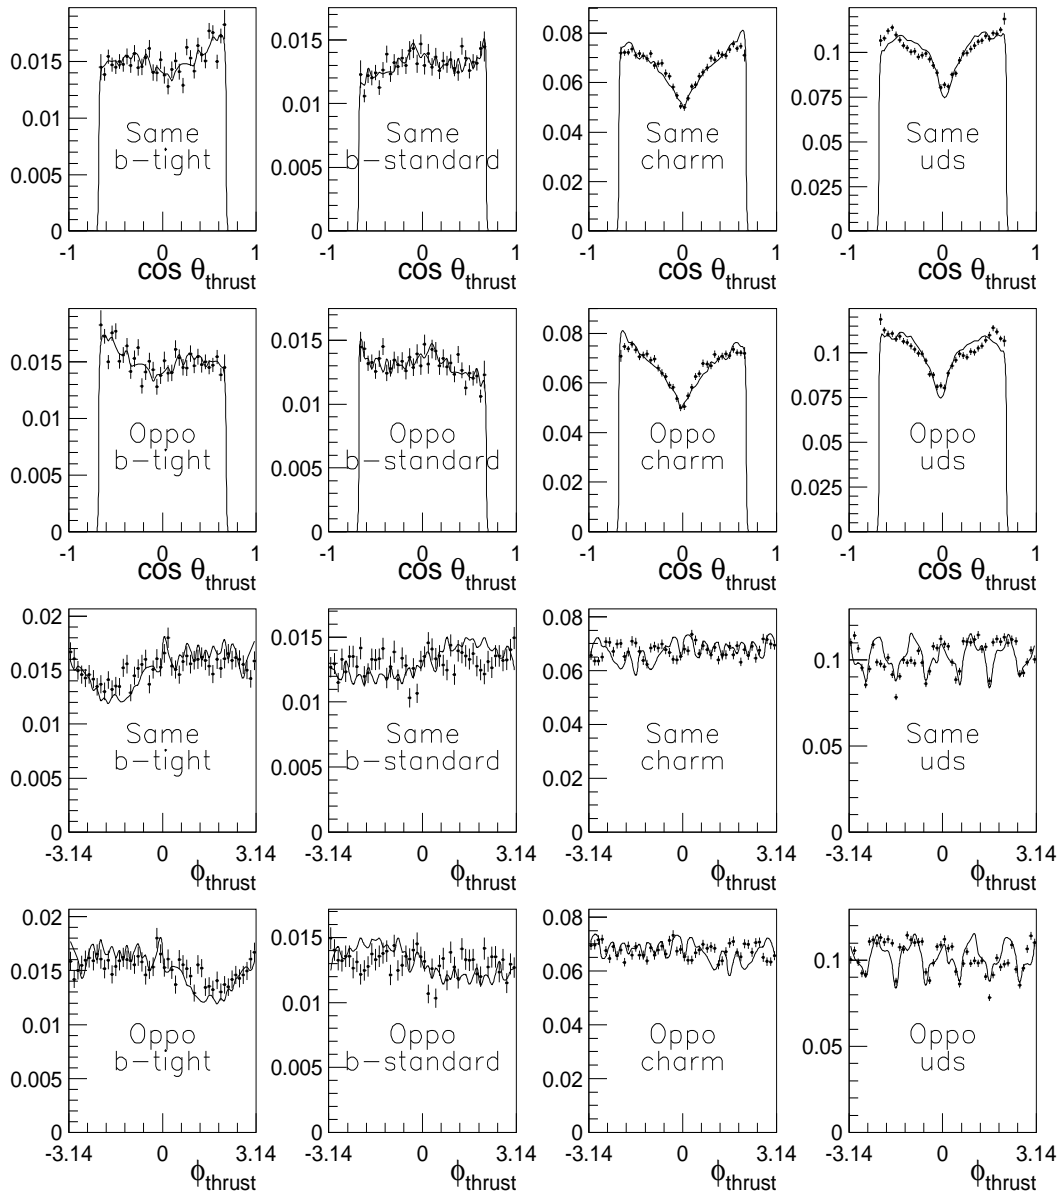 0.015
0.01
0.005
0
-1 0 1
cos θthrust
Same
b-tight
0.015
0.01
0.005
0
-1 0 1
cos θthrust
Same
b-standard
0.08
0.06
0.04
0.02
0
-1 0 1
cos θthrust
Same
charm
0.1
0.075
0.05
0.025
0
-1 0 1
cos θthrust
Same
uds
0.015
0.01
0.005
0
-1 0 1
cos θthrust
Oppo
b-tight
0.015
0.01
0.005
0
-1 0 1
cos θthrust
Oppo
b-standard
0.08
0.06
0.04
0.02
0
-1 0 1
cos θthrust
Oppo
charm
0.1
0.075
0.05
0.025
0
-1 0 1
cos θthrust
Oppo
uds
0.02
0.015
0.01
0.005
0
-3.14 0 3.14
ϕthrust
Same
b-tight
0.015
0.01
0.005
0
-3.14 0 3.14
ϕthrust
Same
b-standard
0.08
0.06
0.04
0.02
0
-3.14 0 3.14
ϕthrust
Same
charm
0.1
0.05
0
-3.14 0 3.14
ϕthrust
Same
uds
0.02
0.015
0.01
0.005
0
-3.14 0 3.14
ϕthrust
Oppo
b-tight
0.015
0.01
0.005
0
-3.14 0 3.14
ϕthrust
Oppo
b-standard
0.08
0.06
0.04
0.02
0
-3.14 0 3.14
ϕthrust
Oppo
charm
0.1
0.05
0
-3.14 0 3.14
ϕthrust
Oppo
uds